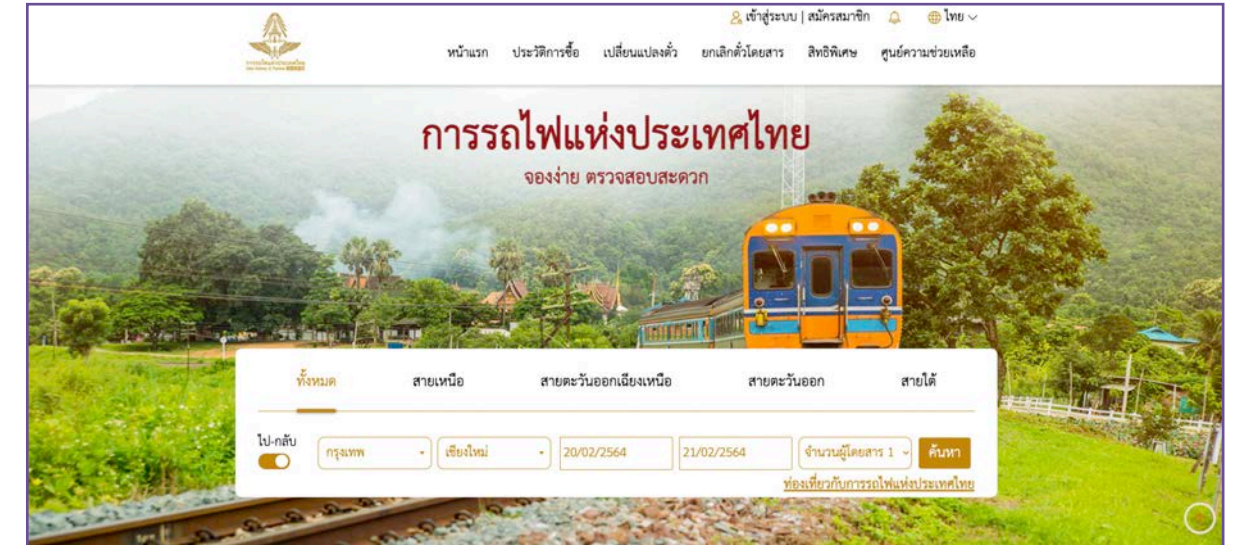 เข้าสู่ระบบ | สมัครสมาชิก ไทย
หน้าแรก ประวัติการซื้อ เปลี่ยนแปลงตั๋ว ยกเลิกตั๋วโดยสาร สิทธิพิเศษ ศูนย์ความช่วยเหลือ
การรถไฟแห่งประเทศไทย
จองง่าย ตรวจสอบสะดวก
ทั้งหมด สายเหนือ สายตะวันออกเฉียงเหนือ สายตะวันออก สายใต้
ไป-กลับ
กรุงเทพ เชียงใหม่ 20/02/2564 21/02/2564 จำนวนผู้โดยสาร 1 ค้นหา
ท่องเที่ยวกับการรถไฟแห่งประเทศไทย